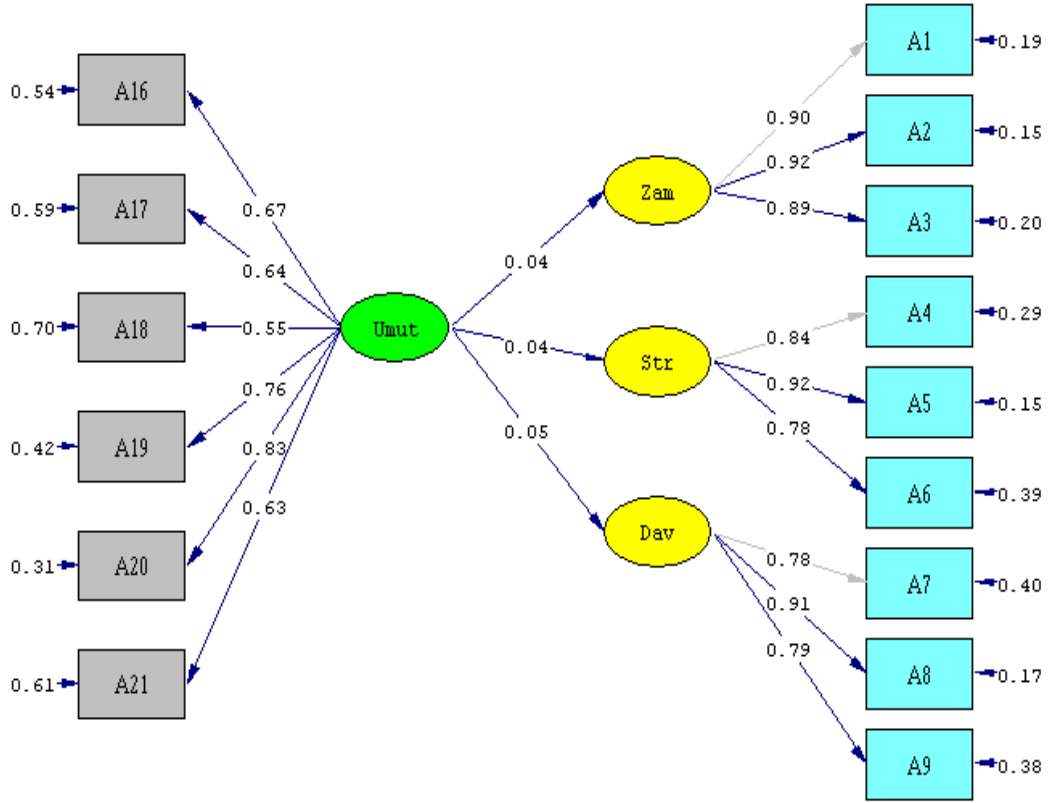 0.54 A16
0.59 A17
0.70 A18
0.42 A19
0.31 A20
0.61 A21
0.67
0.64
0.55
0.76
0.83
0.63
Umut
0.04
0.04
0.05
Zam
Str
Dav
0.90
0.92
0.89
0.84
0.92
0.78
0.78
0.91
0.79
A1 0.19
A2 0.15
A3 0.20
A4 0.29
A5 0.15
A6 0.39
A7 0.40
A8 0.17
A9 0.38